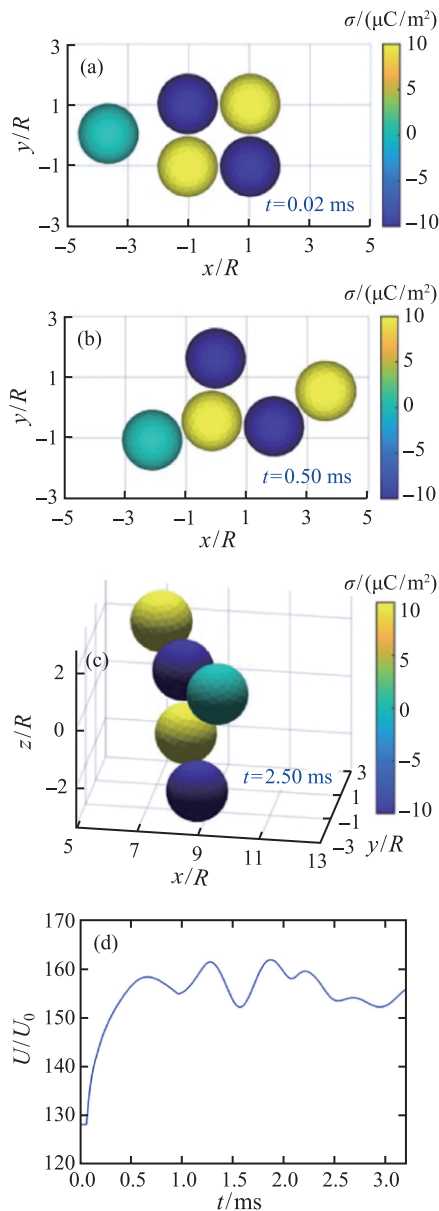 σ/(μC/m²)
(a)
3
1
-1
-3
y/R
10
5
0
-5
-10
t=0.02 ms
-5 -3 -1 1 3 5
x/R
σ/(μC/m²)
(b)
3
1
-1
-3
y/R
10
5
0
-5
-10
t=0.50 ms
-5 -3 -1 1 3 5
x/R
σ/(μC/m²)
(c)
2
0
-2
z/R
10
5
0
-5
-10
t=2.50 ms
5 7 9 11 13
x/R
3
1
-1
-3
y/R
(d)
170
160
150
140
130
120
U/U₀
0.0 0.5 1.0 1.5 2.0 2.5 3.0
t/ms